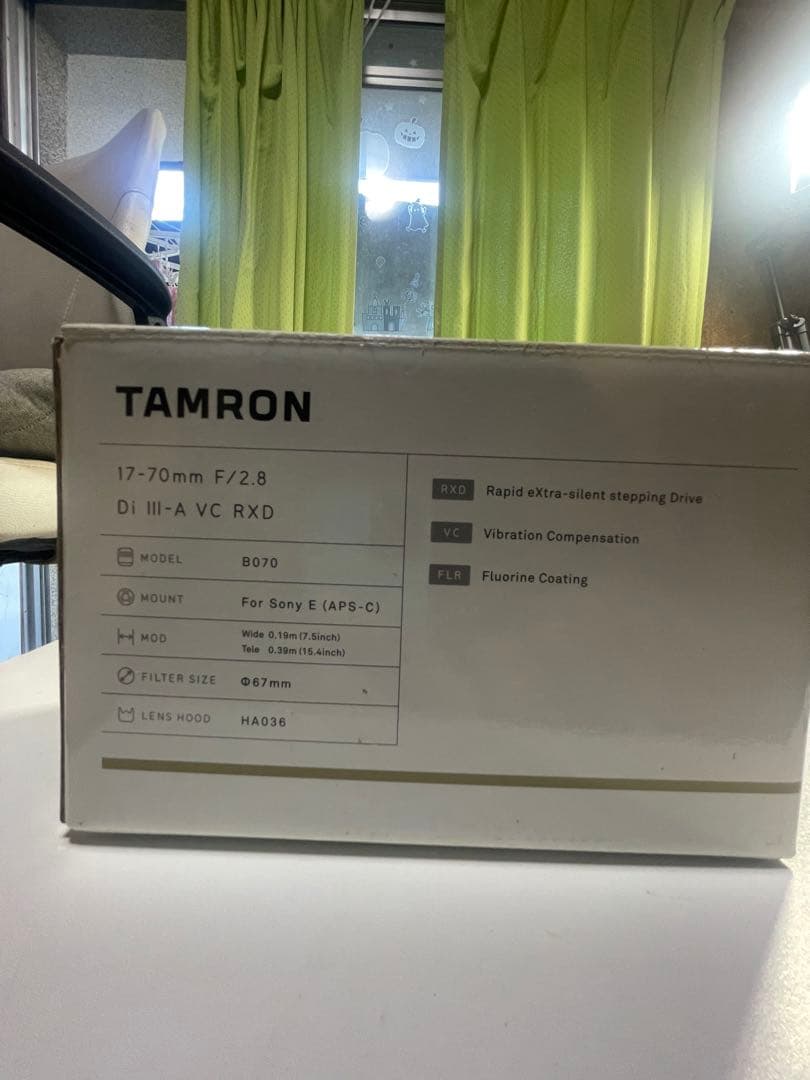 TAMRON
17-70mm F/2.8
Di III-A VC RXD
MODEL B070
MOUNT For Sony E (APS-C)
MOD Wide 0.19m (7.5inch)
Tele 0.39m (15.4inch)
FILTER SIZE Φ67mm
LENS HOOD HA036
RXD Rapid eXtra-silent stepping Drive
VC Vibration Compensation
FLR Fluorine Coating